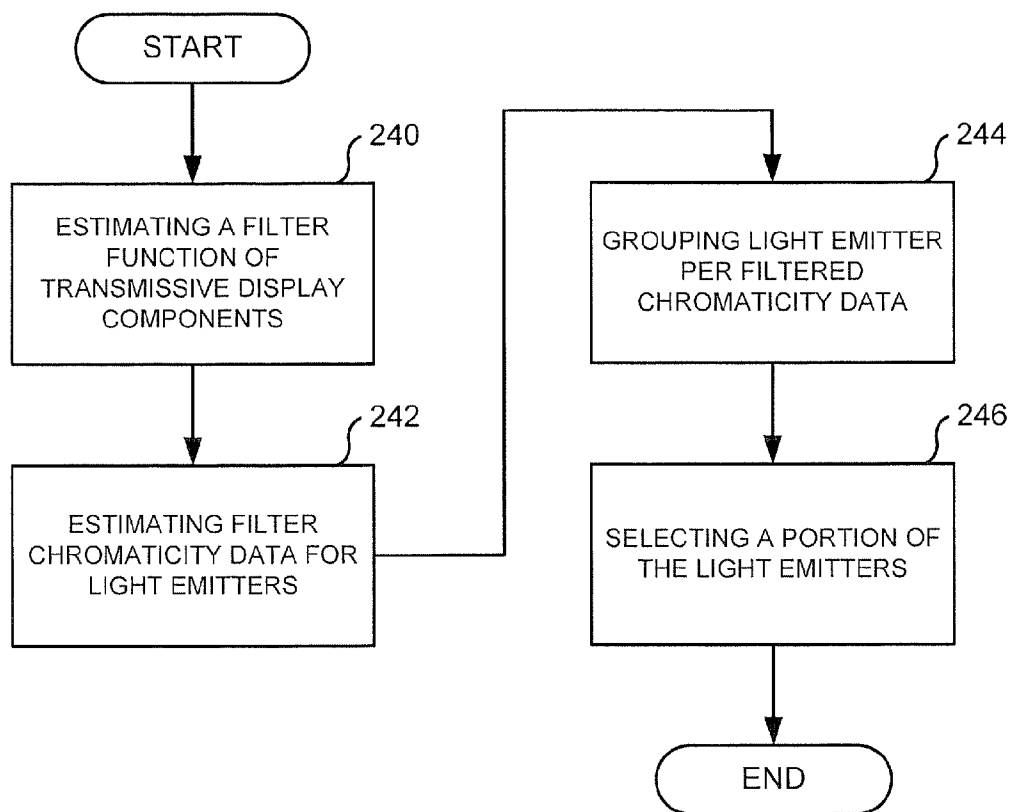 START
240
ESTIMATING A FILTER
FUNCTION OF
TRANSMISSIVE DISPLAY
COMPONENTS
242
ESTIMATING FILTER
CHROMATICITY DATA FOR
LIGHT EMITTERS
244
GROUPING LIGHT EMITTER
PER FILTERED
CHROMATICITY DATA
246
SELECTING A PORTION OF
THE LIGHT EMITTERS
END